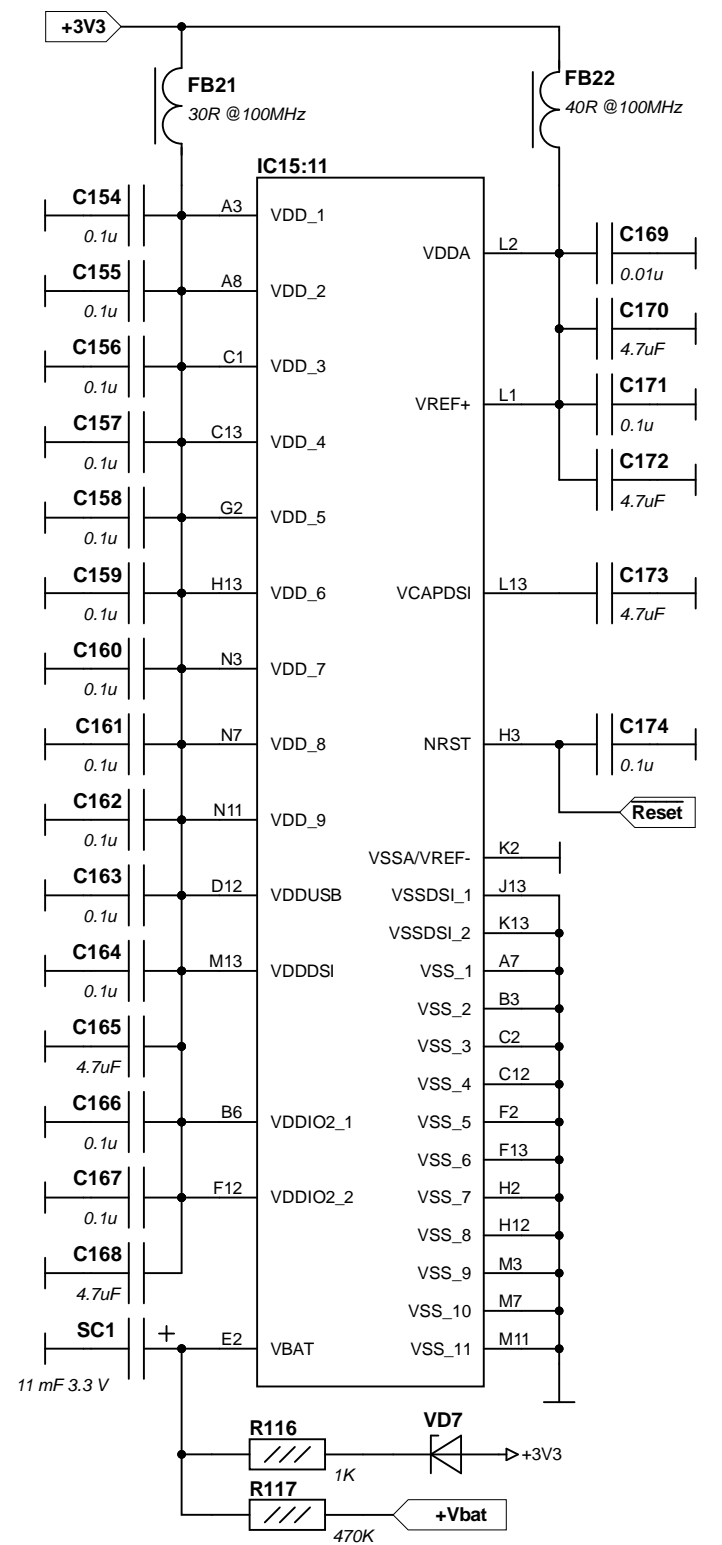 +3V3
FB21
30R @100MHz
FB22
40R @100MHz
IC15:11
C154
0.1u
A3
VDD_1
C155
0.1u
A8
VDD_2
C156
0.1u
C1
VDD_3
C157
0.1u
C13
VDD_4
C158
0.1u
G2
VDD_5
C159
0.1u
H13
VDD_6
C160
0.1u
N3
VDD_7
C161
0.1u
N7
VDD_8
C162
0.1u
N11
VDD_9
C163
0.1u
D12
VDDUSB
C164
0.1u
M13
VDDDSI
C165
4.7uF
C166
0.1u
B6
VDDIO2_1
C167
0.1u
F12
VDDIO2_2
C168
4.7uF
SC1
+
11 mF 3.3 V
E2
VBAT
VDDA
L2
C169
0.01u
C170
4.7uF
VREF+
L1
C171
0.1u
C172
4.7uF
VCAPDSI
L13
C173
4.7uF
NRST
H3
C174
0.1u
Reset
VSSA/VREF-
K2
VSSDSI_1
J13
VSSDSI_2
K13
VSS_1
A7
VSS_2
B3
VSS_3
C2
VSS_4
C12
VSS_5
F2
VSS_6
F13
VSS_7
H2
VSS_8
H12
VSS_9
M3
VSS_10
M7
VSS_11
M11
R116
1K
VD7
+3V3
R117
470K
+Vbat